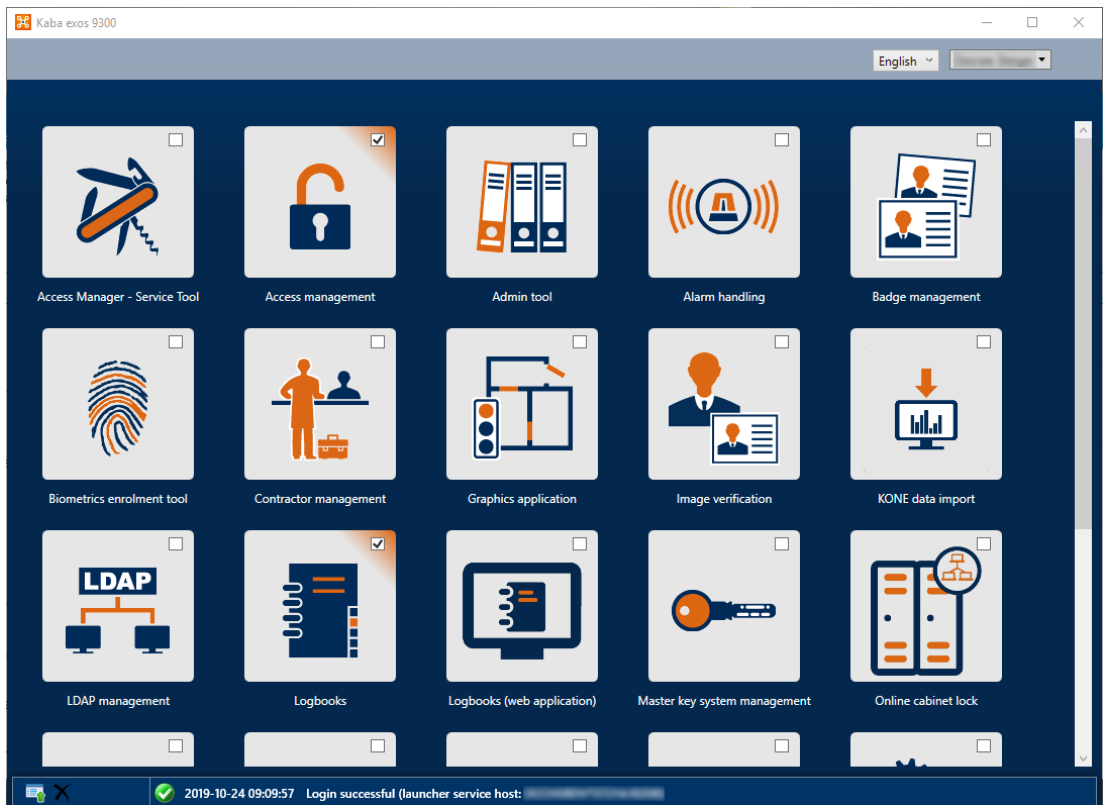 Kaba exos 9300
English
Access Manager - Service Tool
Access management
Admin tool
Alarm handling
Badge management
Biometrics enrolment tool
Contractor management
Graphics application
Image verification
KONE data import
LDAP
LDAP management
Logbooks
Logbooks (web application)
Master key system management
Online cabinet lock
2019-10-24 09:09:57 Login successful (launcher service host: